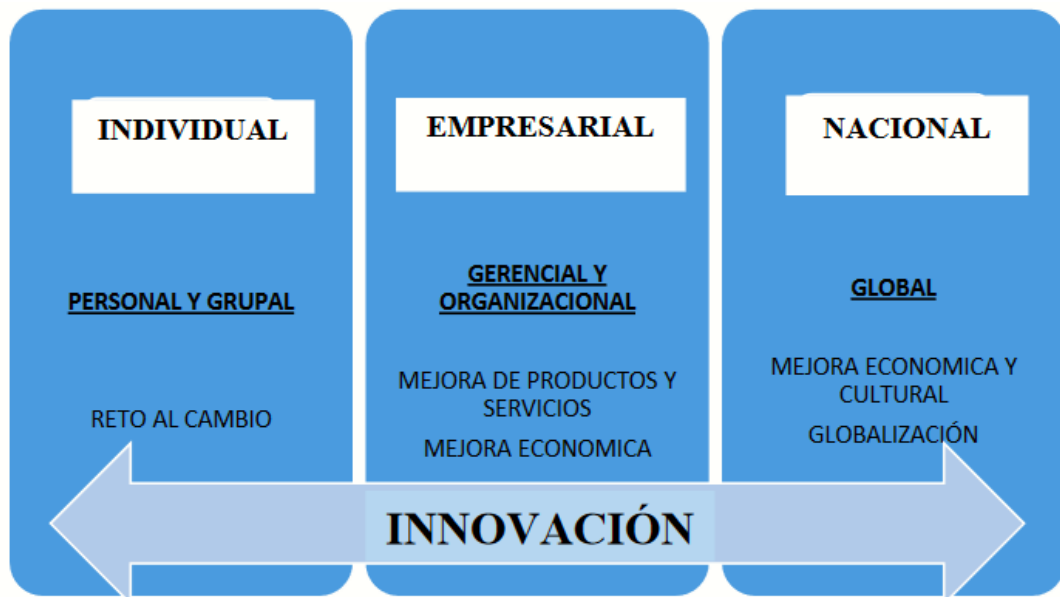 INDIVIDUAL
PERSONAL Y GRUPAL
RETO AL CAMBIO
EMPRESARIAL
GERENCIAL Y
ORGANIZACIONAL
MEJORA DE PRODUCTOS Y
SERVICIOS
MEJORA ECONOMICA
NACIONAL
GLOBAL
MEJORA ECONOMICA Y
CULTURAL
GLOBALIZACIÓN
INNOVACIÓN